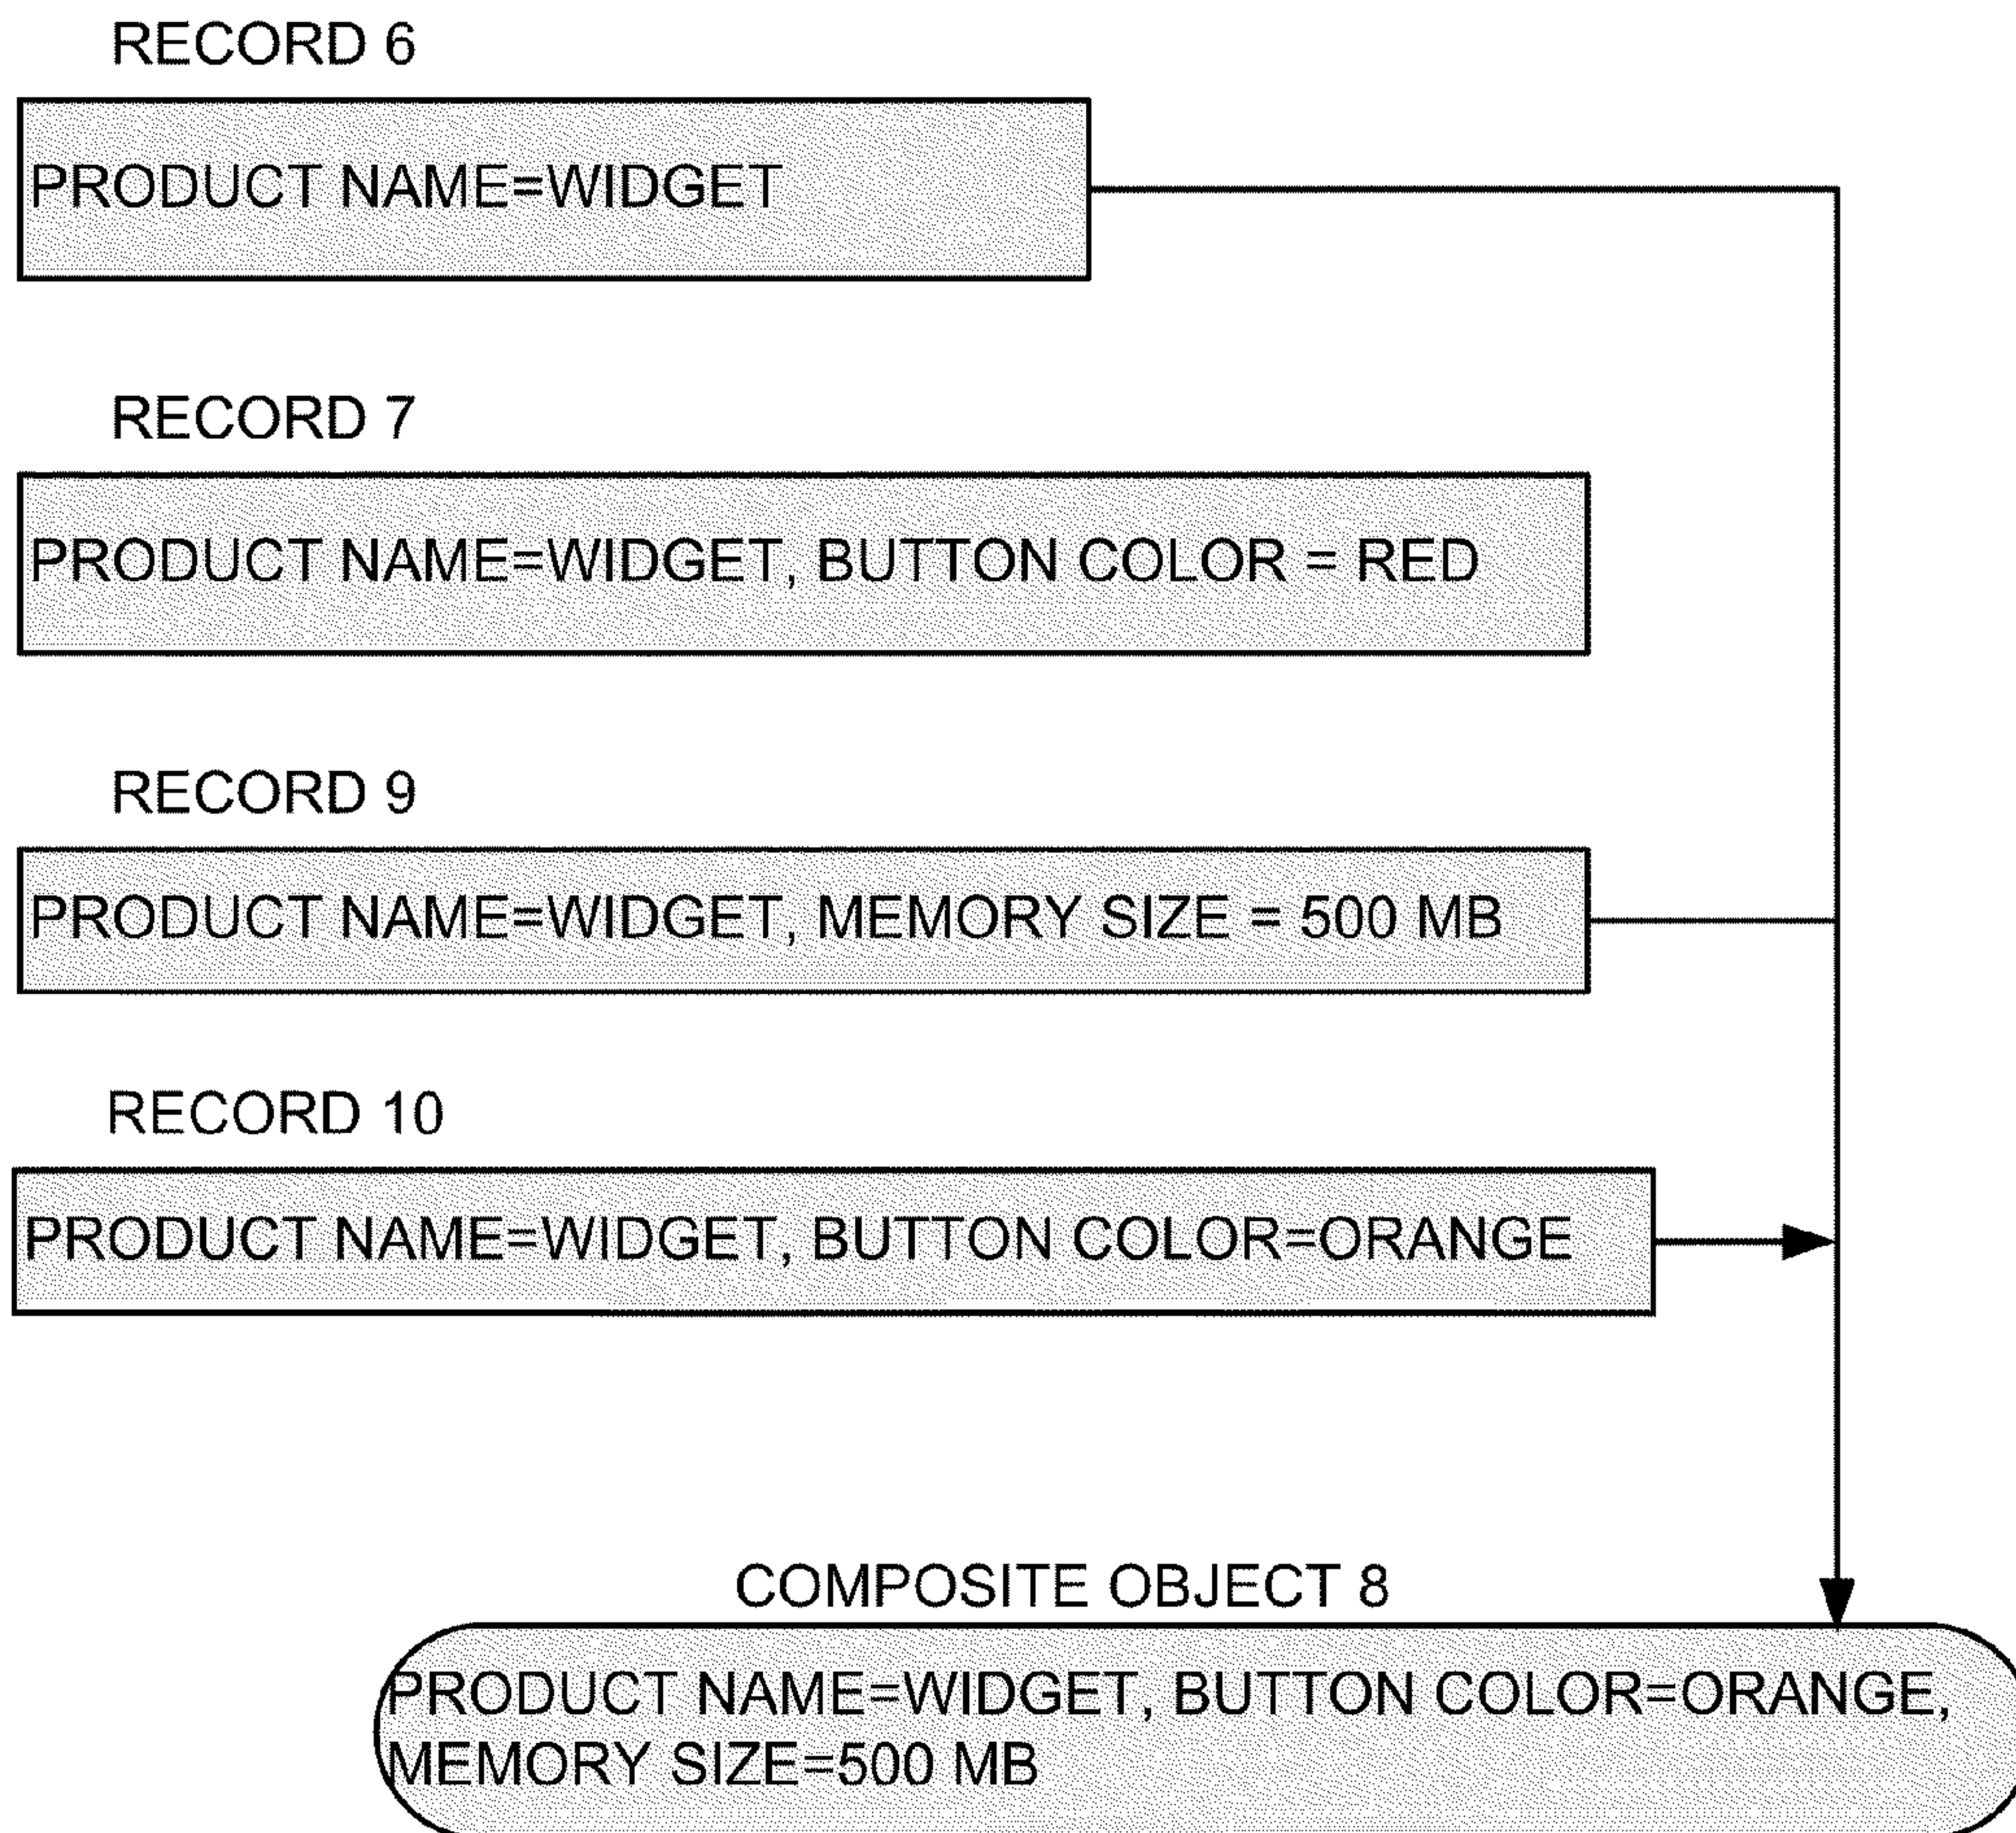 RECORD 6
PRODUCT NAME=WIDGET
RECORD 7
PRODUCT NAME=WIDGET, BUTTON COLOR = RED
RECORD 9
PRODUCT NAME=WIDGET, MEMORY SIZE = 500 MB
RECORD 10
PRODUCT NAME=WIDGET, BUTTON COLOR=ORANGE
COMPOSITE OBJECT 8
PRODUCT NAME=WIDGET, BUTTON COLOR=ORANGE,
MEMORY SIZE=500 MB